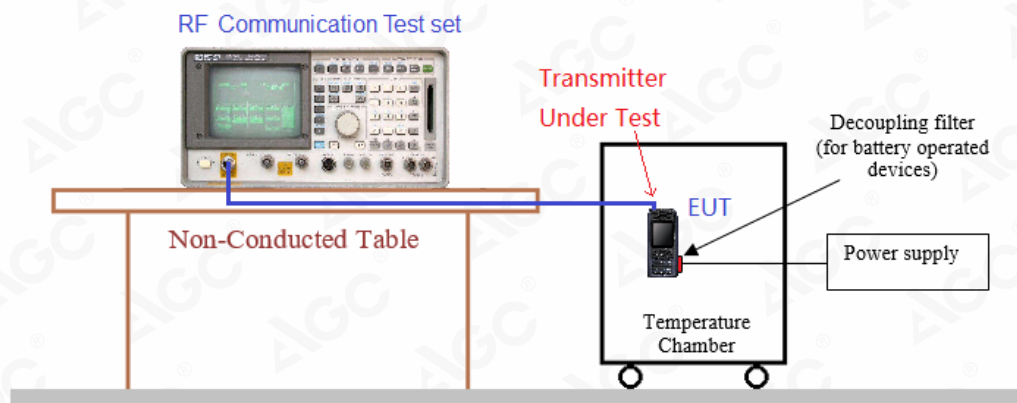 RF Communication Test set
Transmitter
Under Test
Decoupling filter
(for battery operated
devices)
EUT
Non-Conducted Table
Power supply
Temperature
Chamber
AGC